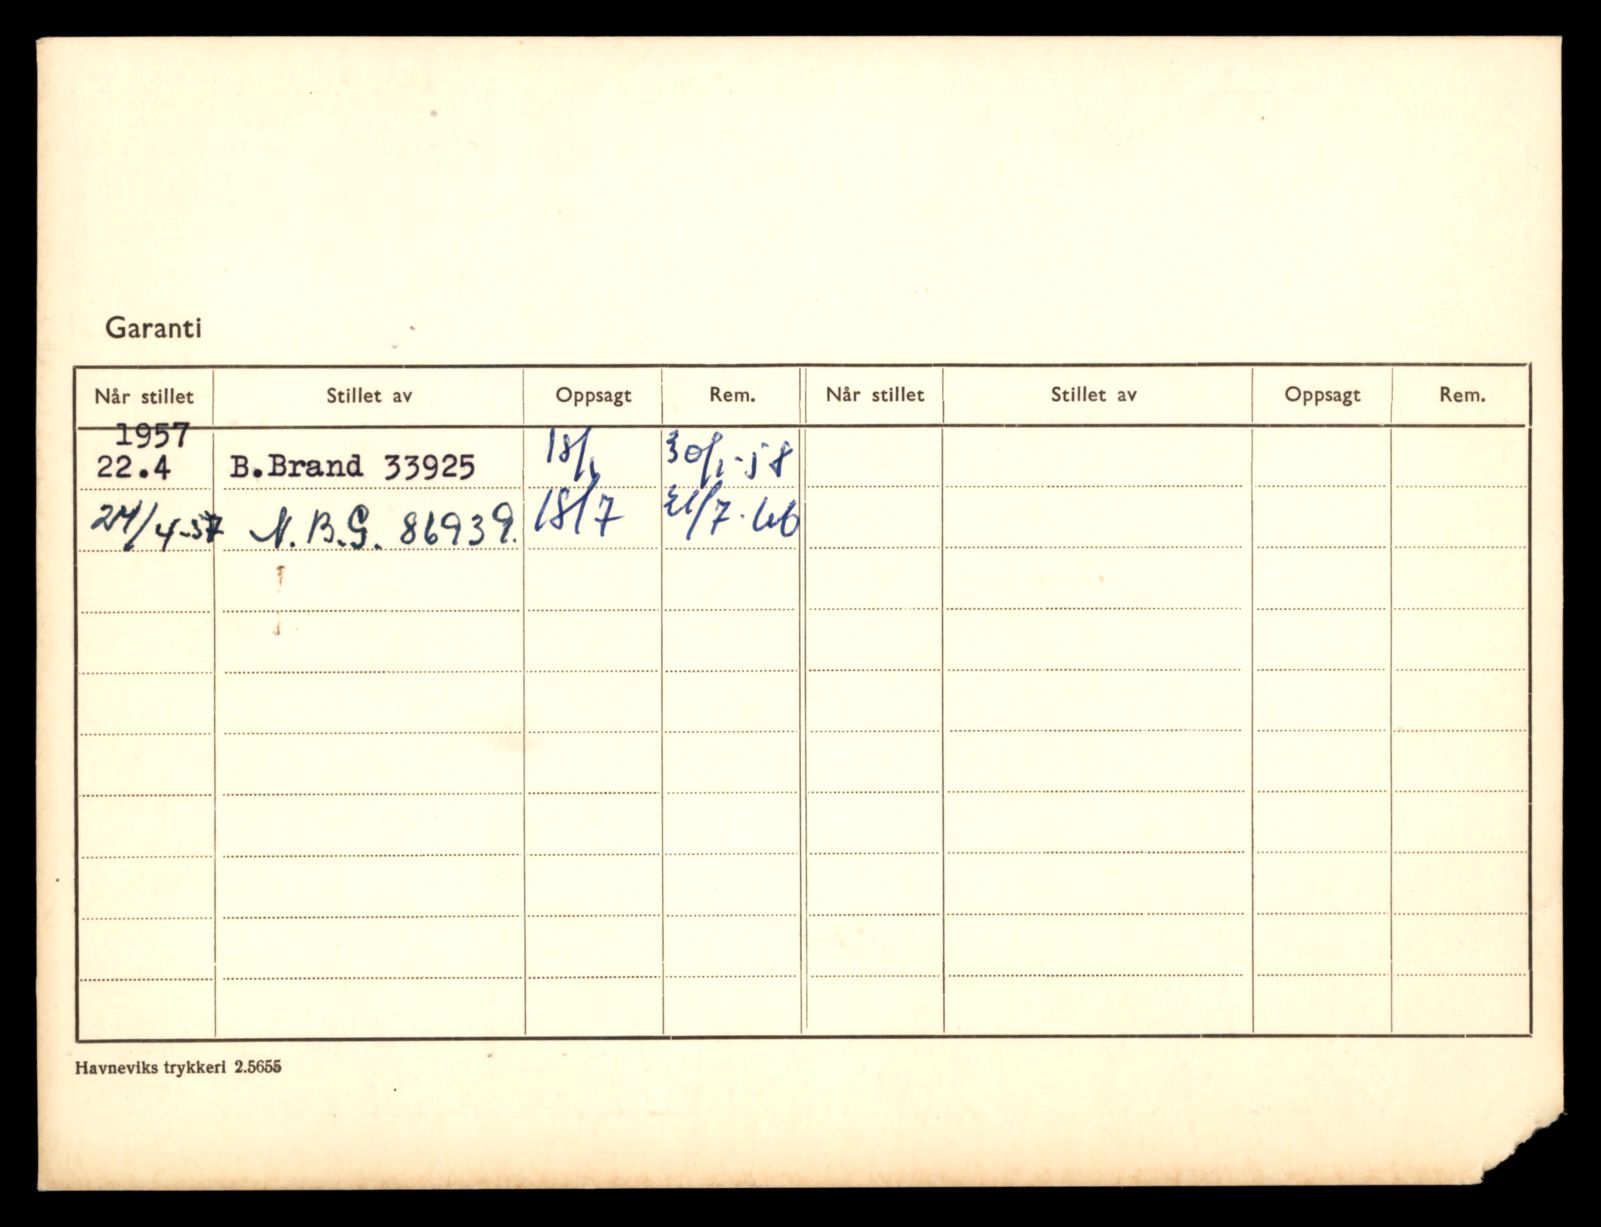 Garanti
Når stillet Stillet av Oppsagt Rem. Når stillet Stillet av Oppsagt Rem.
1957
22.4 B.Brand 33925 18/1 30/1-58
24/4-57 N.B.G. 86939. 18/7 21/7.66
Havneviks trykkeri 2.5655